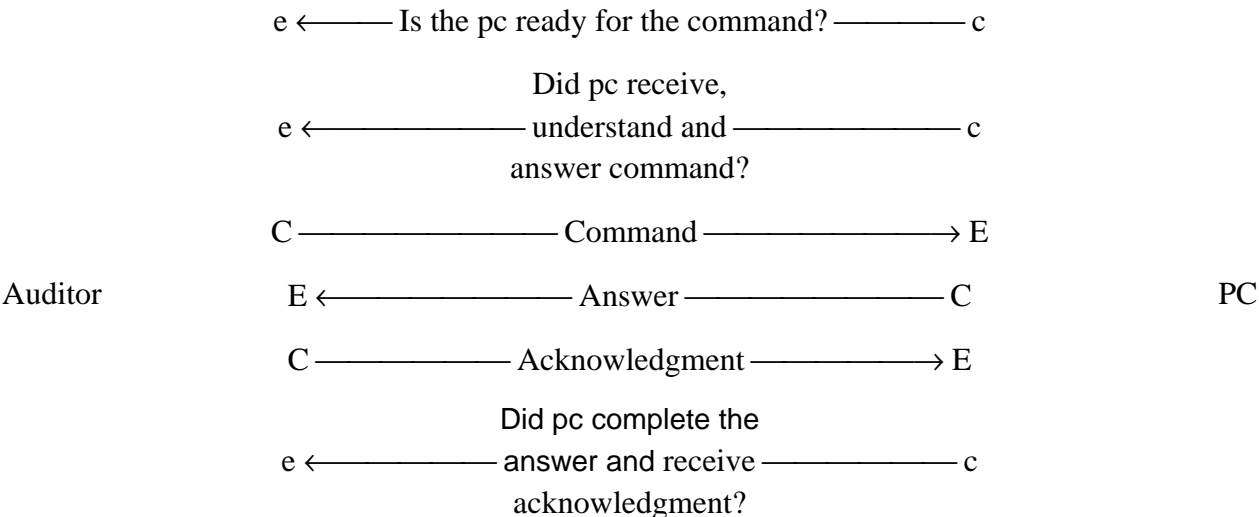 e ← Is the pc ready for the command? c
Did pc receive,
e ← understand and c
answer command?
C Command → E
Auditor E ← Answer C PC
C Acknowledgment → E
Did pc complete the
e ← answer and receive c
acknowledgment?